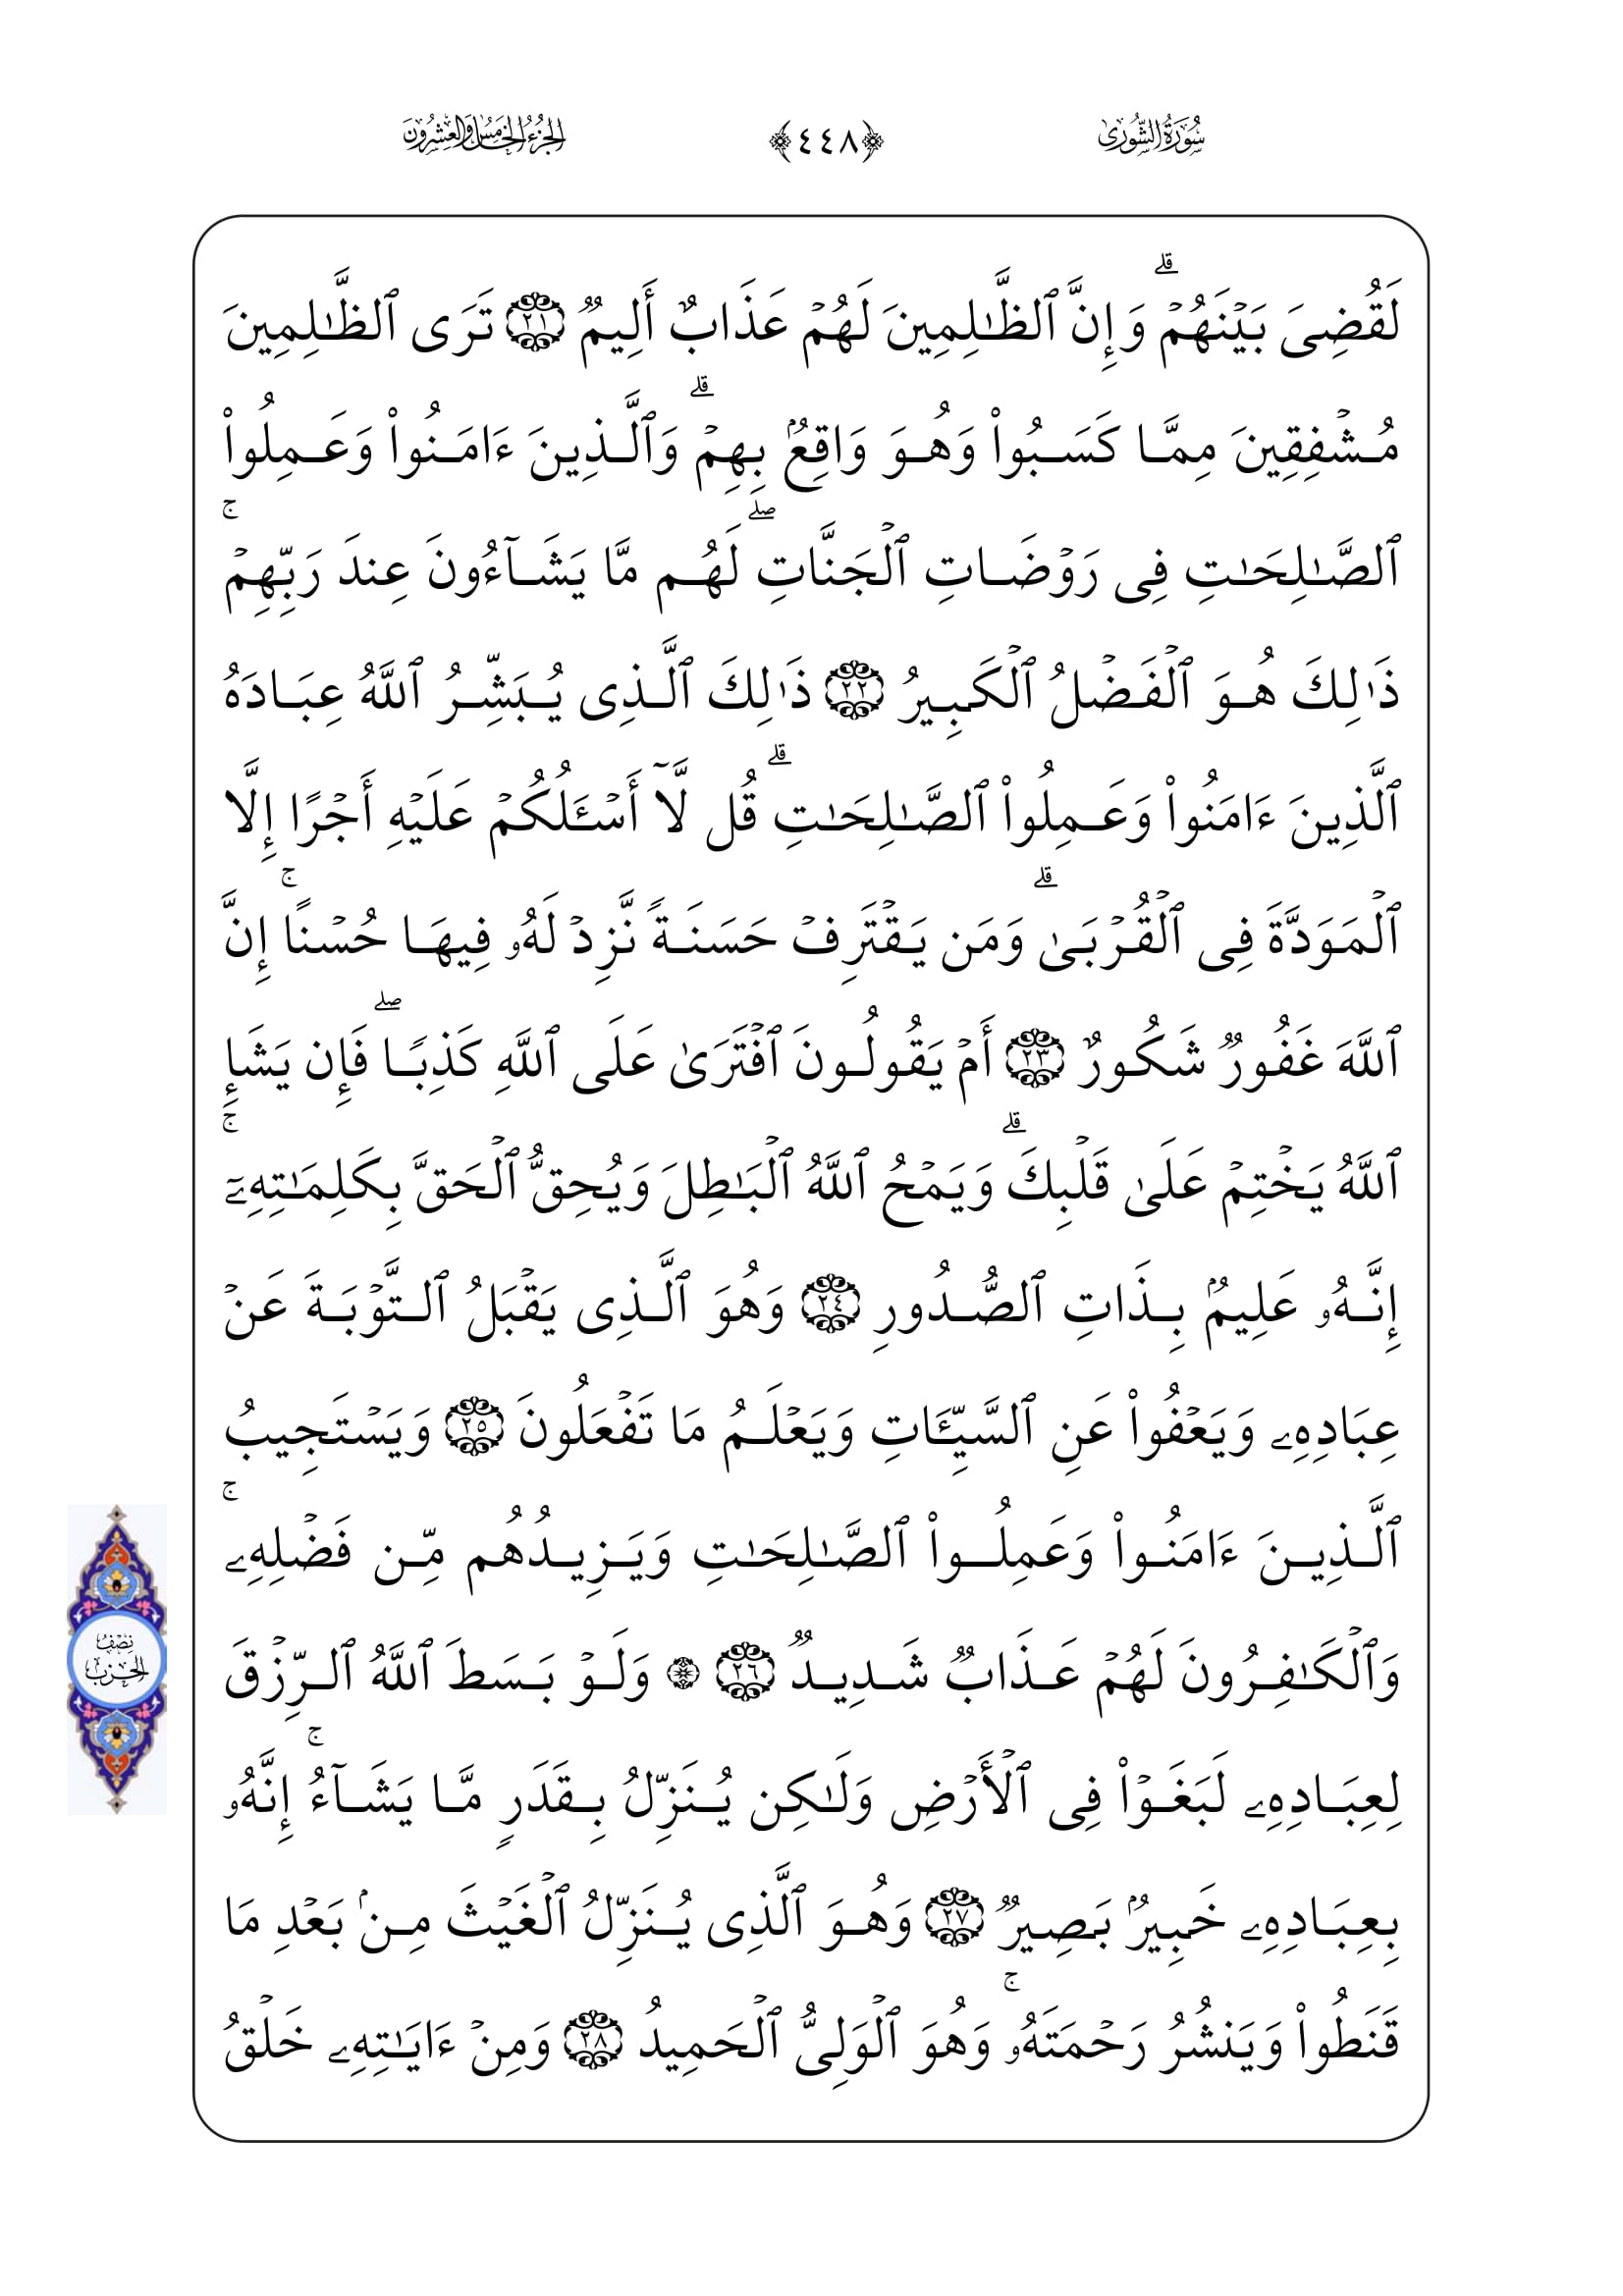 سُورَةُ الشُّورَىٰ ﴿٤٤٨﴾ الجُزْءُ الخَامِسُ وَالعِشْرُونَ
لَقُضِيَ بَيۡنَهُمۡۗ وَإِنَّ ٱلظَّٰلِمِينَ لَهُمۡ عَذَابٌ أَلِيمٞ ٢١ تَرَى ٱلظَّٰلِمِينَ
مُشۡفِقِينَ مِمَّا كَسَبُواْ وَهُوَ وَاقِعُۢ بِهِمۡۗ وَٱلَّذِينَ ءَامَنُواْ وَعَمِلُواْ
ٱلصَّٰلِحَٰتِ فِي رَوۡضَاتِ ٱلۡجَنَّاتِۖ لَهُم مَّا يَشَآءُونَ عِندَ رَبِّهِمۡۚ
ذَٰلِكَ هُوَ ٱلۡفَضۡلُ ٱلۡكَبِيرُ ٢٢ ذَٰلِكَ ٱلَّذِي يُبَشِّرُ ٱللَّهُ عِبَادَهُ
ٱلَّذِينَ ءَامَنُواْ وَعَمِلُواْ ٱلصَّٰلِحَٰتِۗ قُل لَّآ أَسۡـَٔلُكُمۡ عَلَيۡهِ أَجۡرًا إِلَّا
ٱلۡمَوَدَّةَ فِي ٱلۡقُرۡبَىٰۗ وَمَن يَقۡتَرِفۡ حَسَنَةٗ نَّزِدۡ لَهُۥ فِيهَا حُسۡنًاۚ إِنَّ
ٱللَّهَ غَفُورٞ شَكُورٌ ٢٣ أَمۡ يَقُولُونَ ٱفۡتَرَىٰ عَلَى ٱللَّهِ كَذِبٗاۖ فَإِن يَشَإِ
ٱللَّهُ يَخۡتِمۡ عَلَىٰ قَلۡبِكَۗ وَيَمۡحُ ٱللَّهُ ٱلۡبَٰطِلَ وَيُحِقُّ ٱلۡحَقَّ بِكَلِمَٰتِهِۦٓۚ
إِنَّهُۥ عَلِيمُۢ بِذَاتِ ٱلصُّدُورِ ٢٤ وَهُوَ ٱلَّذِي يَقۡبَلُ ٱلتَّوۡبَةَ عَنۡ
عِبَادِهِۦ وَيَعۡفُواْ عَنِ ٱلسَّيِّـَٔاتِ وَيَعۡلَمُ مَا تَفۡعَلُونَ ٢٥ وَيَسۡتَجِيبُ
ٱلَّذِينَ ءَامَنُواْ وَعَمِلُواْ ٱلصَّٰلِحَٰتِ وَيَزِيدُهُم مِّن فَضۡلِهِۦۚ
وَٱلۡكَٰفِرُونَ لَهُمۡ عَذَابٞ شَدِيدٞ ٢٦ ۞ وَلَوۡ بَسَطَ ٱللَّهُ ٱلرِّزۡقَ
نِصْفُ
الحِزْبِ
لِعِبَادِهِۦ لَبَغَوۡاْ فِي ٱلۡأَرۡضِ وَلَٰكِن يُنَزِّلُ بِقَدَرٖ مَّا يَشَآءُۚ إِنَّهُۥ
بِعِبَادِهِۦ خَبِيرُۢ بَصِيرٞ ٢٧ وَهُوَ ٱلَّذِي يُنَزِّلُ ٱلۡغَيۡثَ مِنۢ بَعۡدِ مَا
قَنَطُواْ وَيَنشُرُ رَحۡمَتَهُۥۚ وَهُوَ ٱلۡوَلِيُّ ٱلۡحَمِيدُ ٢٨ وَمِنۡ ءَايَٰتِهِۦ خَلۡقُ